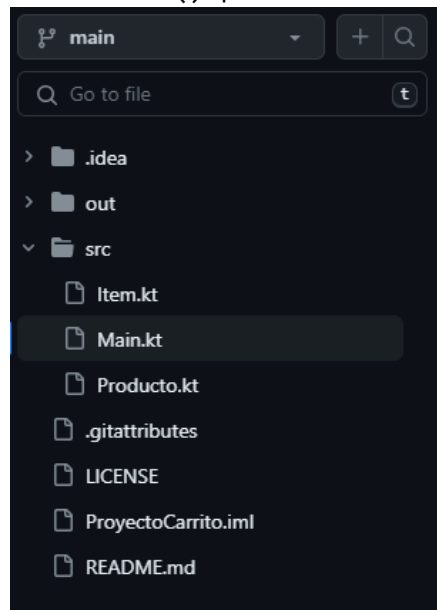 main
Go to file
t
.idea
out
src
Item.kt
Main.kt
Producto.kt
.gitattributes
LICENSE
ProyectoCarrito.iml
README.md